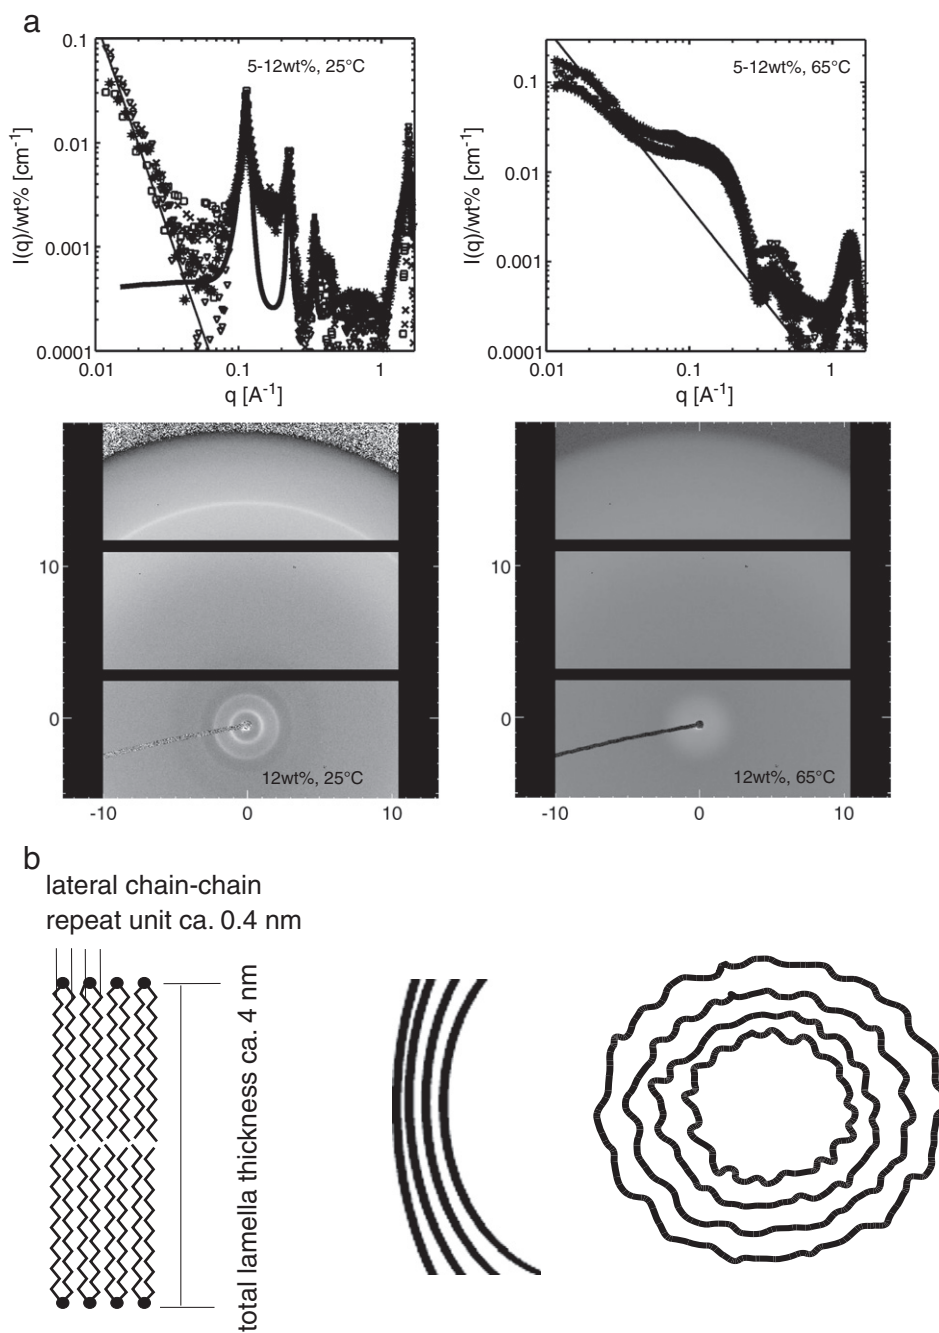 a
5-12wt%, 25°C
I(q)/wt% [cm-1]
0.1
0.01
0.001
0.0001
0.01
0.1
1
q [A-1]
5-12wt%, 65°C
I(q)/wt% [cm-1]
0.1
0.01
0.001
0.0001
0.01
0.1
1
q [A-1]
10
0
-10
0
10
12wt%, 25°C
10
0
-10
0
10
12wt%, 65°C
b
lateral chain-chain
repeat unit ca. 0.4 nm
total lamella thickness ca. 4 nm